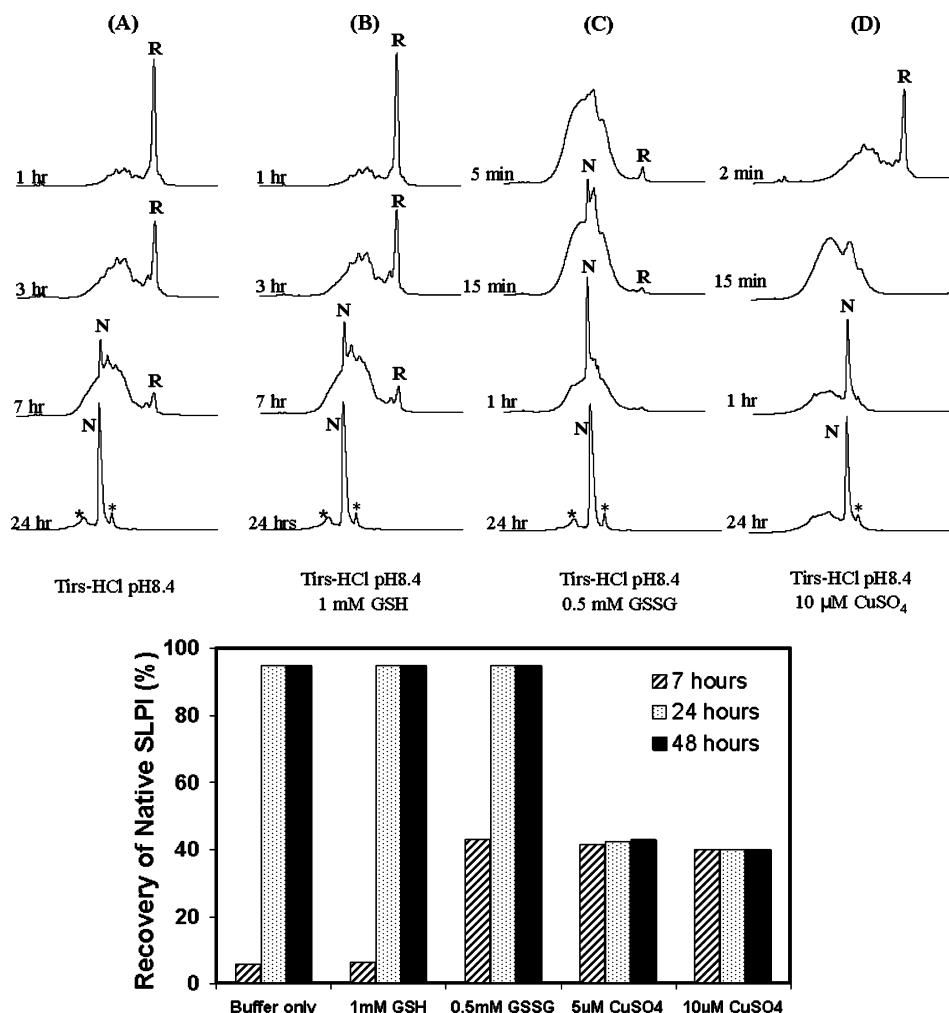 (A) (B) (C) (D)
R R R
1 hr 1 hr 5 min R 2 min
N
R R
3 hr 3 hr 15 min R 15 min
N
N N
R R
7 hr 7 hr 1 hr 1 hr N
N N N N
* * * * * * *
24 hr 24 hrs 24 hr 24 hr
Tirs-HCl pH8.4
Tirs-HCl pH8.4
1 mM GSH
Tirs-HCl pH8.4
0.5 mM GSSG
Tirs-HCl pH8.4
10 µM CuSO₄
Recovery of Native SLPI (%)
100
80
60
40
20
0
7 hours
24 hours
48 hours
Buffer only 1mM GSH 0.5mM GSSG 5µM CuSO4 10µM CuSO4